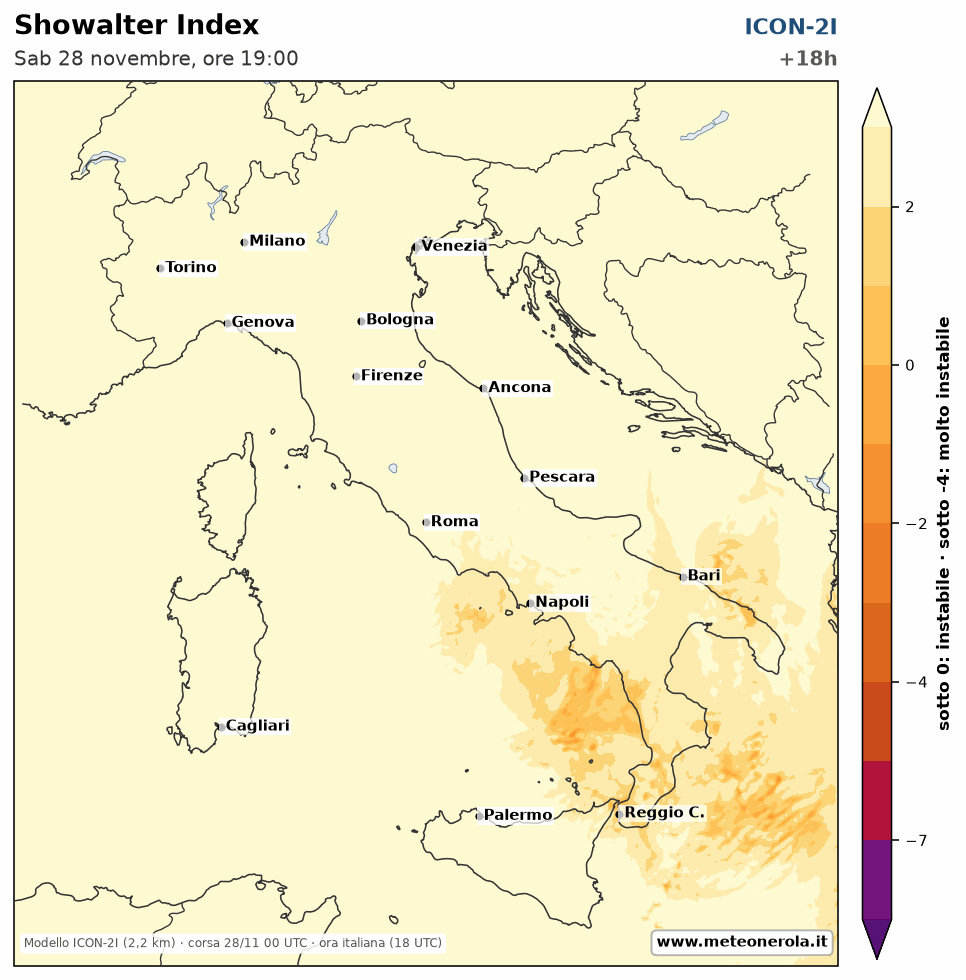 Showalter Index
ICON-2I
Sab 28 novembre, ore 19:00
+18h
Milano
Venezia
Torino
Genova
Bologna
Firenze
Ancona
Pescara
Roma
Bari
Napoli
Cagliari
Palermo
Reggio C.
2
0
−2
−4
−7
sotto 0: instabile · sotto -4: molto instabile
Modello ICON-2I (2,2 km) · corsa 28/11 00 UTC · ora italiana (18 UTC)
www.meteonerola.it